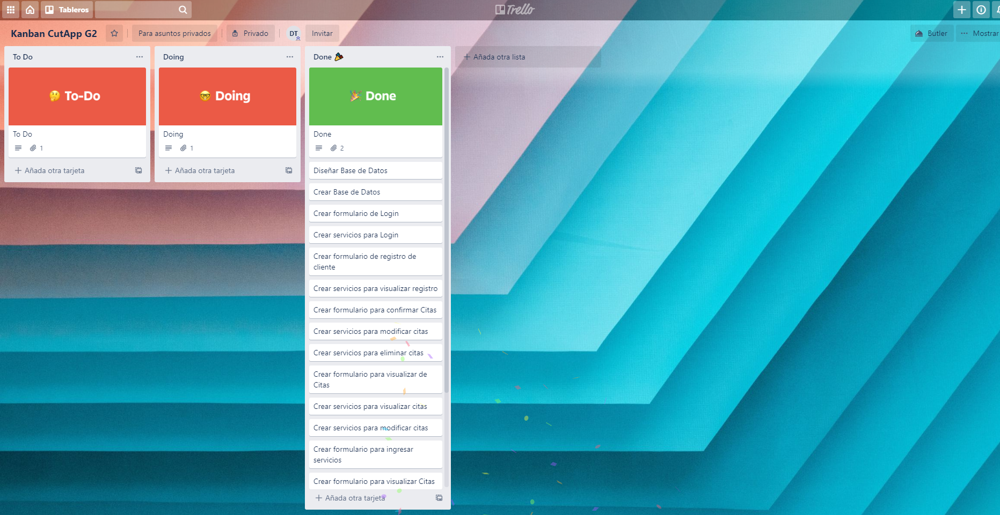 Tableros
Trello
Kanban CutApp G2
Para asuntos privados
Privado
DT
Invitar
Butler
Mostrar
To Do
To-Do
To Do
1
Añada otra tarjeta
Doing
Doing
Doing
1
Añada otra tarjeta
Done
Done
Done
2
Diseñar Base de Datos
Crear Base de Datos
Crear formulario de Login
Crear servicios para Login
Crear formulario de registro de
cliente
Crear servicios para visualizar registro
Crear formulario para confirmar Citas
Crear servicios para modificar citas
Crear servicios para eliminar citas
Crear formulario para visualizar de
Citas
Crear servicios para visualizar citas
Crear servicios para modificar citas
Crear formulario para ingresar
servicios
Crear formulario para visualizar Citas
Añada otra tarjeta
Añada otra lista